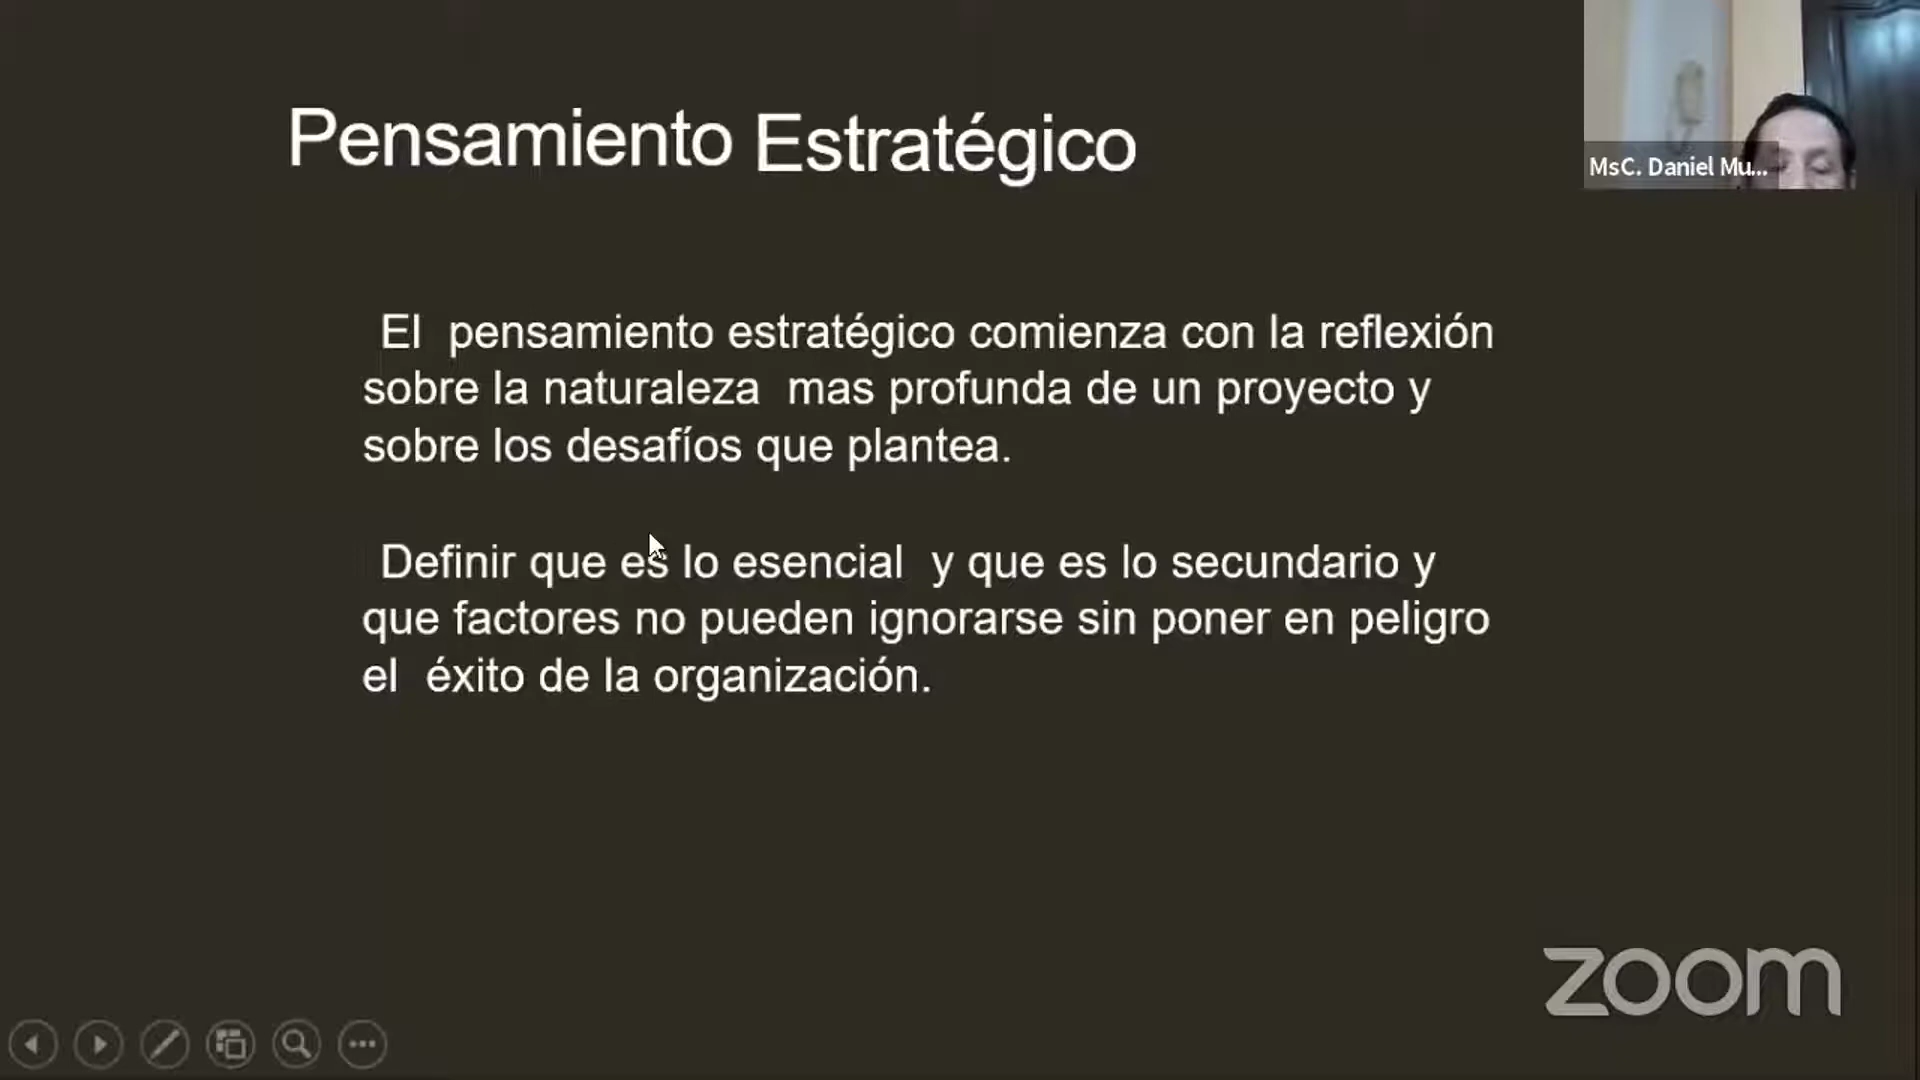 Pensamiento Estratégico
MsC. Daniel Mu...
El pensamiento estratégico comienza con la reflexión
sobre la naturaleza mas profunda de un proyecto y
sobre los desafíos que plantea.
Definir que es lo esencial y que es lo secundario y
que factores no pueden ignorarse sin poner en peligro
el éxito de la organización.
zoom